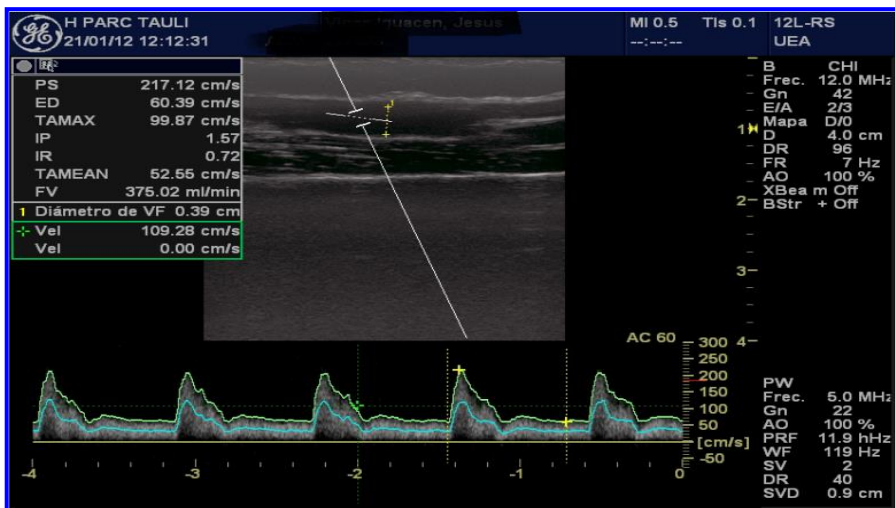 GE
H PARC TAULI
21/01/12 12:12:31
Iguacen, Jesus
MI 0.5 TIs 0.1 12L-RS
--:--:-- UEA
PS 217.12 cm/s
ED 60.39 cm/s
TAMAX 99.87 cm/s
IP 1.57
IR 0.72
TAMEAN 52.55 cm/s
FV 375.02 ml/min
1 Diámetro de VF 0.39 cm
Vel 109.28 cm/s
Vel 0.00 cm/s
1
B CHI
Frec. 12.0 MHz
Gn 42
E/A 2/3
Mapa D/0
D 4.0 cm
DR 96
FR 7 Hz
AO 100 %
XBeam Off
BStr + Off
1
2
3
4
AC 60
300
250
200
150
100
50
[cm/s]
-50
PW
Frec. 5.0 MHz
Gn 22
AO 100 %
PRF 11.9 hHz
WF 119 Hz
SV 2
DR 40
SVD 0.9 cm
-4 -3 -2 -1 0